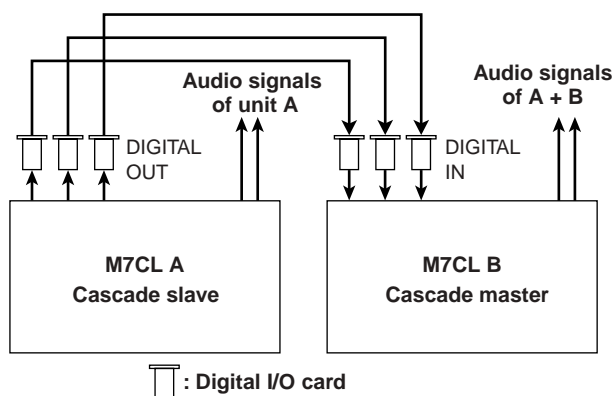 Audio signals
of unit A
Audio signals
of A + B
DIGITAL
OUT
DIGITAL
IN
M7CL A
Cascade slave
M7CL B
Cascade master
: Digital I/O card